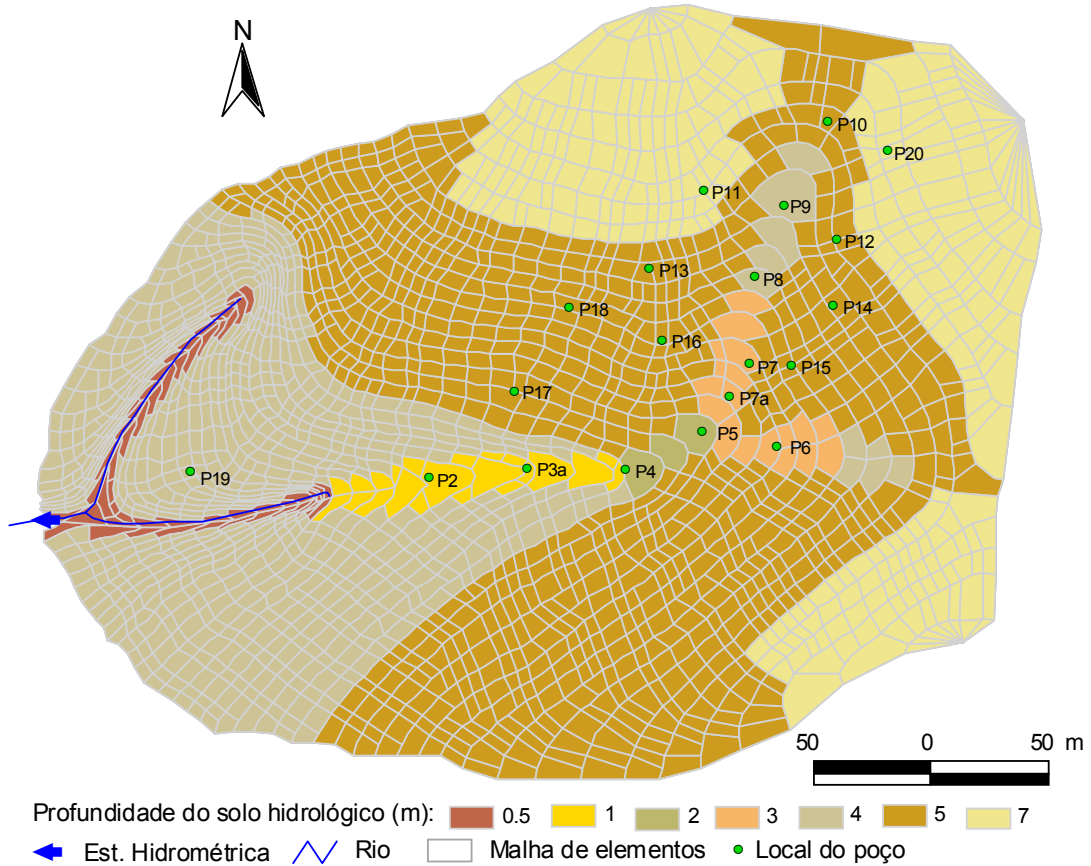 N
P10
P20
P11
P9
P12
P13
P8
P18
P14
P16
P7
P15
P17
P7a
P5
P6
P4
P3a
P2
P19
50 0 50 m
Profundidade do solo hidrológico (m): 0.5 1 2 3 4 5 7
Est. Hidrométrica Rio Malha de elementos Local do poço